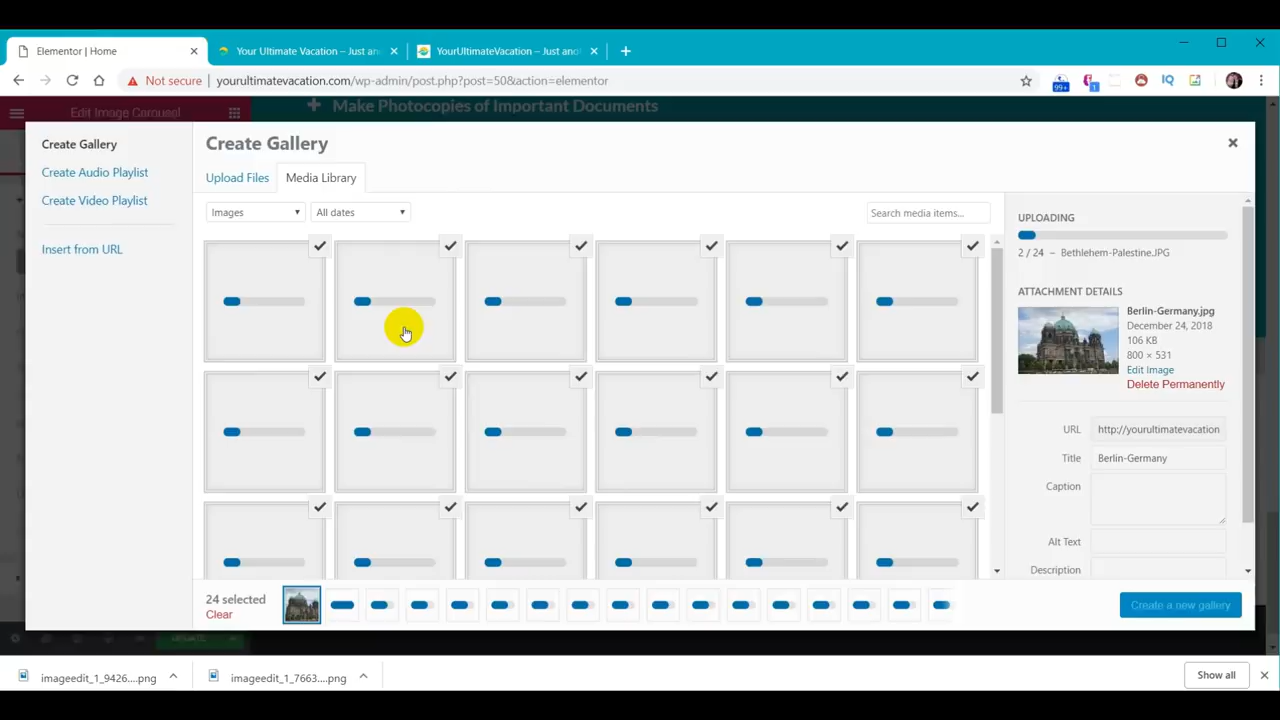 Elementor | Home
Your Ultimate Vacation – Just an
YourUltimateVacation – Just ano
Not secure
yourultimatevacation.com/wp-admin/post.php?post=50&action=elementor
99+
1
IQ
Edit Image Carousel
Make Photocopies of Important Documents
Create Gallery
Create Audio Playlist
Create Video Playlist
Insert from URL
Create Gallery
Upload Files
Media Library
Images
All dates
Search media items...
UPLOADING
2 / 24 – Bethlehem-Palestine.JPG
ATTACHMENT DETAILS
Berlin-Germany.jpg
December 24, 2018
106 KB
800 × 531
Edit Image
Delete Permanently
URL http://yourultimatevacation
Title Berlin-Germany
Caption
Alt Text
Description
24 selected
Clear
Create a new gallery
UPDATE
imageedit_1_9426....png
imageedit_1_7663....png
Show all